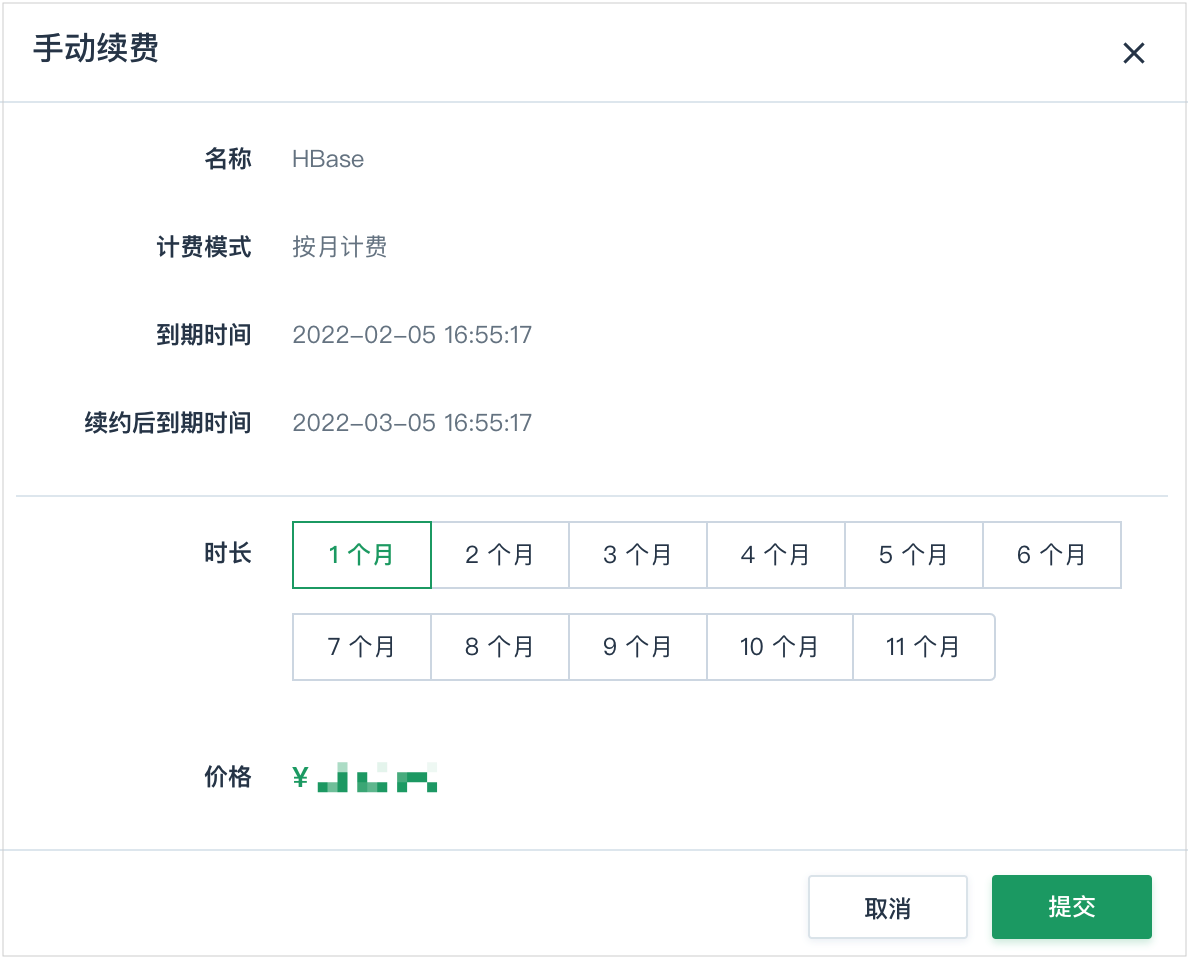 手动续费
名称 HBase
计费模式 按月计费
到期时间 2022-02-05 16:55:17
续约后到期时间 2022-03-05 16:55:17
时长 1 个月 2 个月 3 个月 4 个月 5 个月 6 个月
7 个月 8 个月 9 个月 10 个月 11 个月
价格 ¥
取消 提交